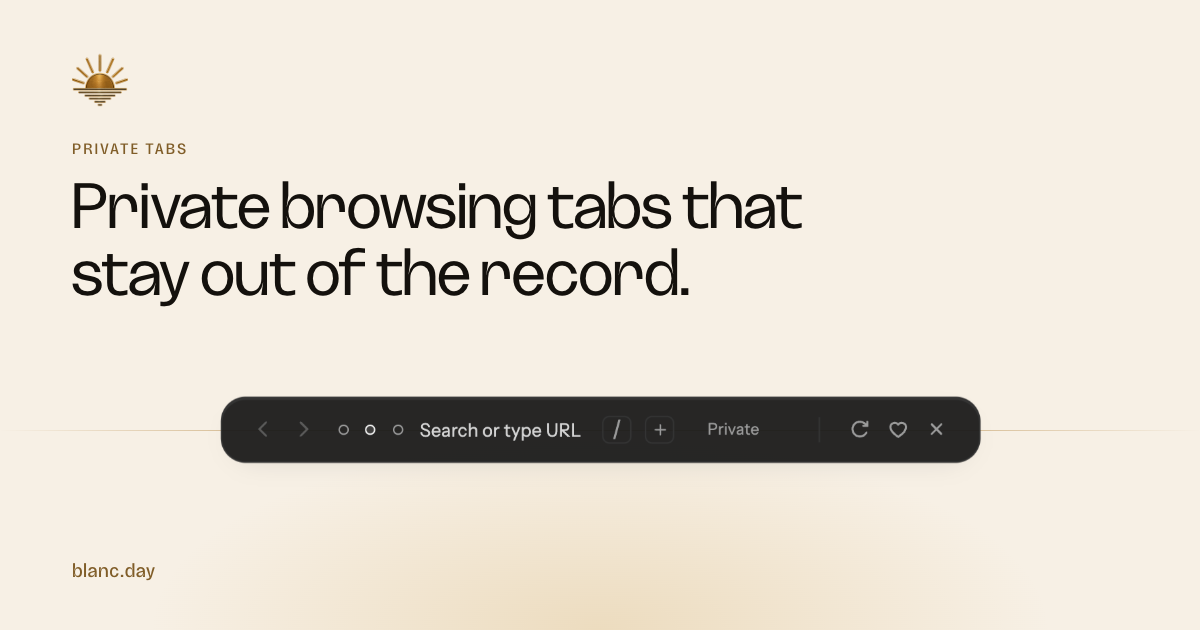 PRIVATE TABS
Private browsing tabs that
stay out of the record.
Search or type URL / + Private
blanc.day